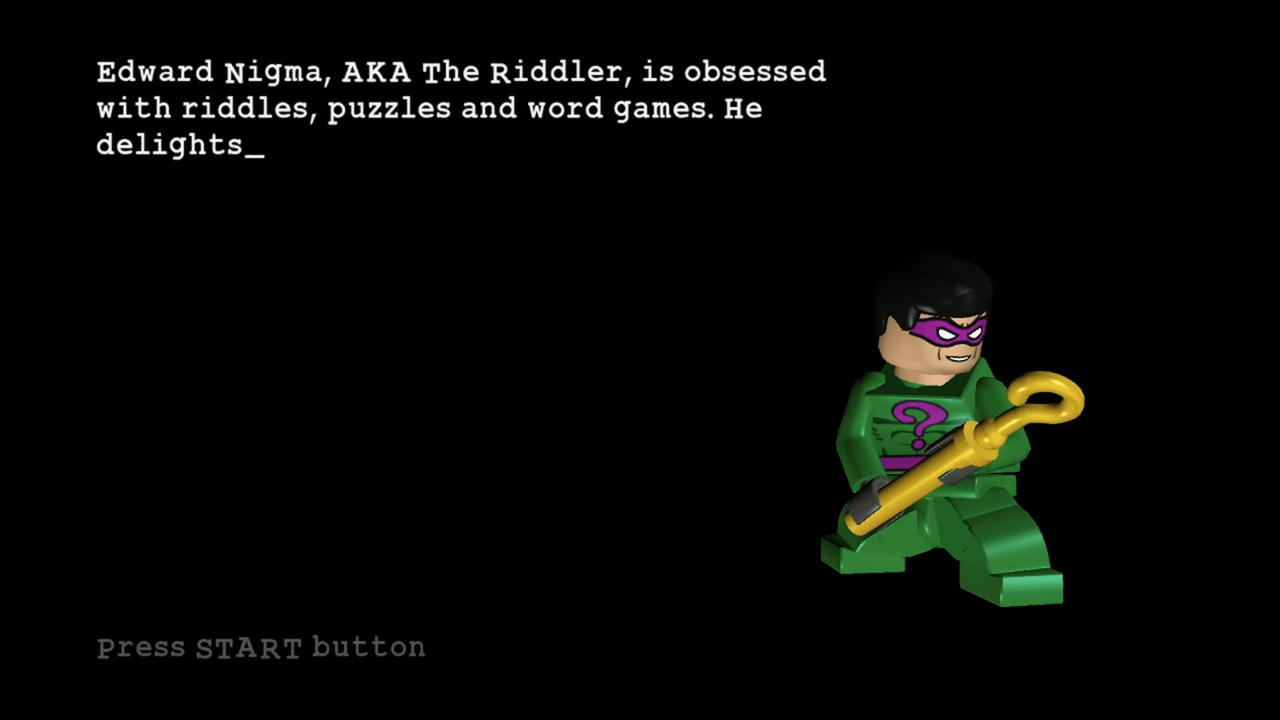 Edward Nigma, AKA The Riddler, is obsessed
with riddles, puzzles and word games. He
delights_
Press START button